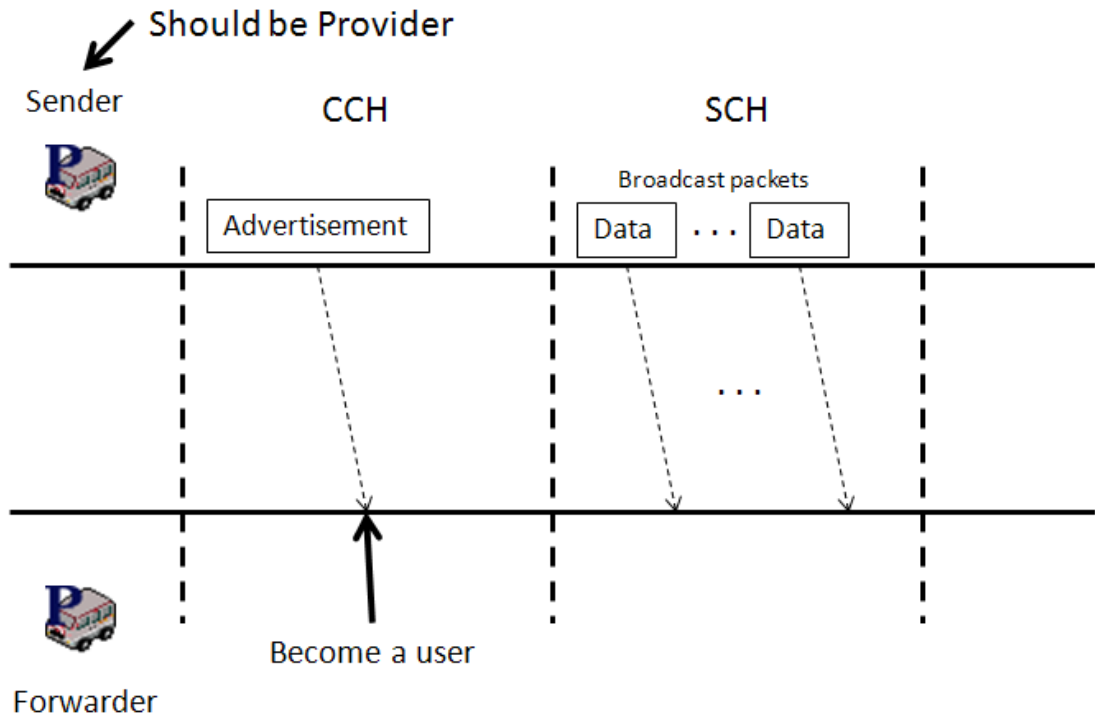 Should be Provider
Sender
CCH
SCH
P
Broadcast packets
Advertisement
Data
. . .
Data
. . .
P
Become a user
Forwarder